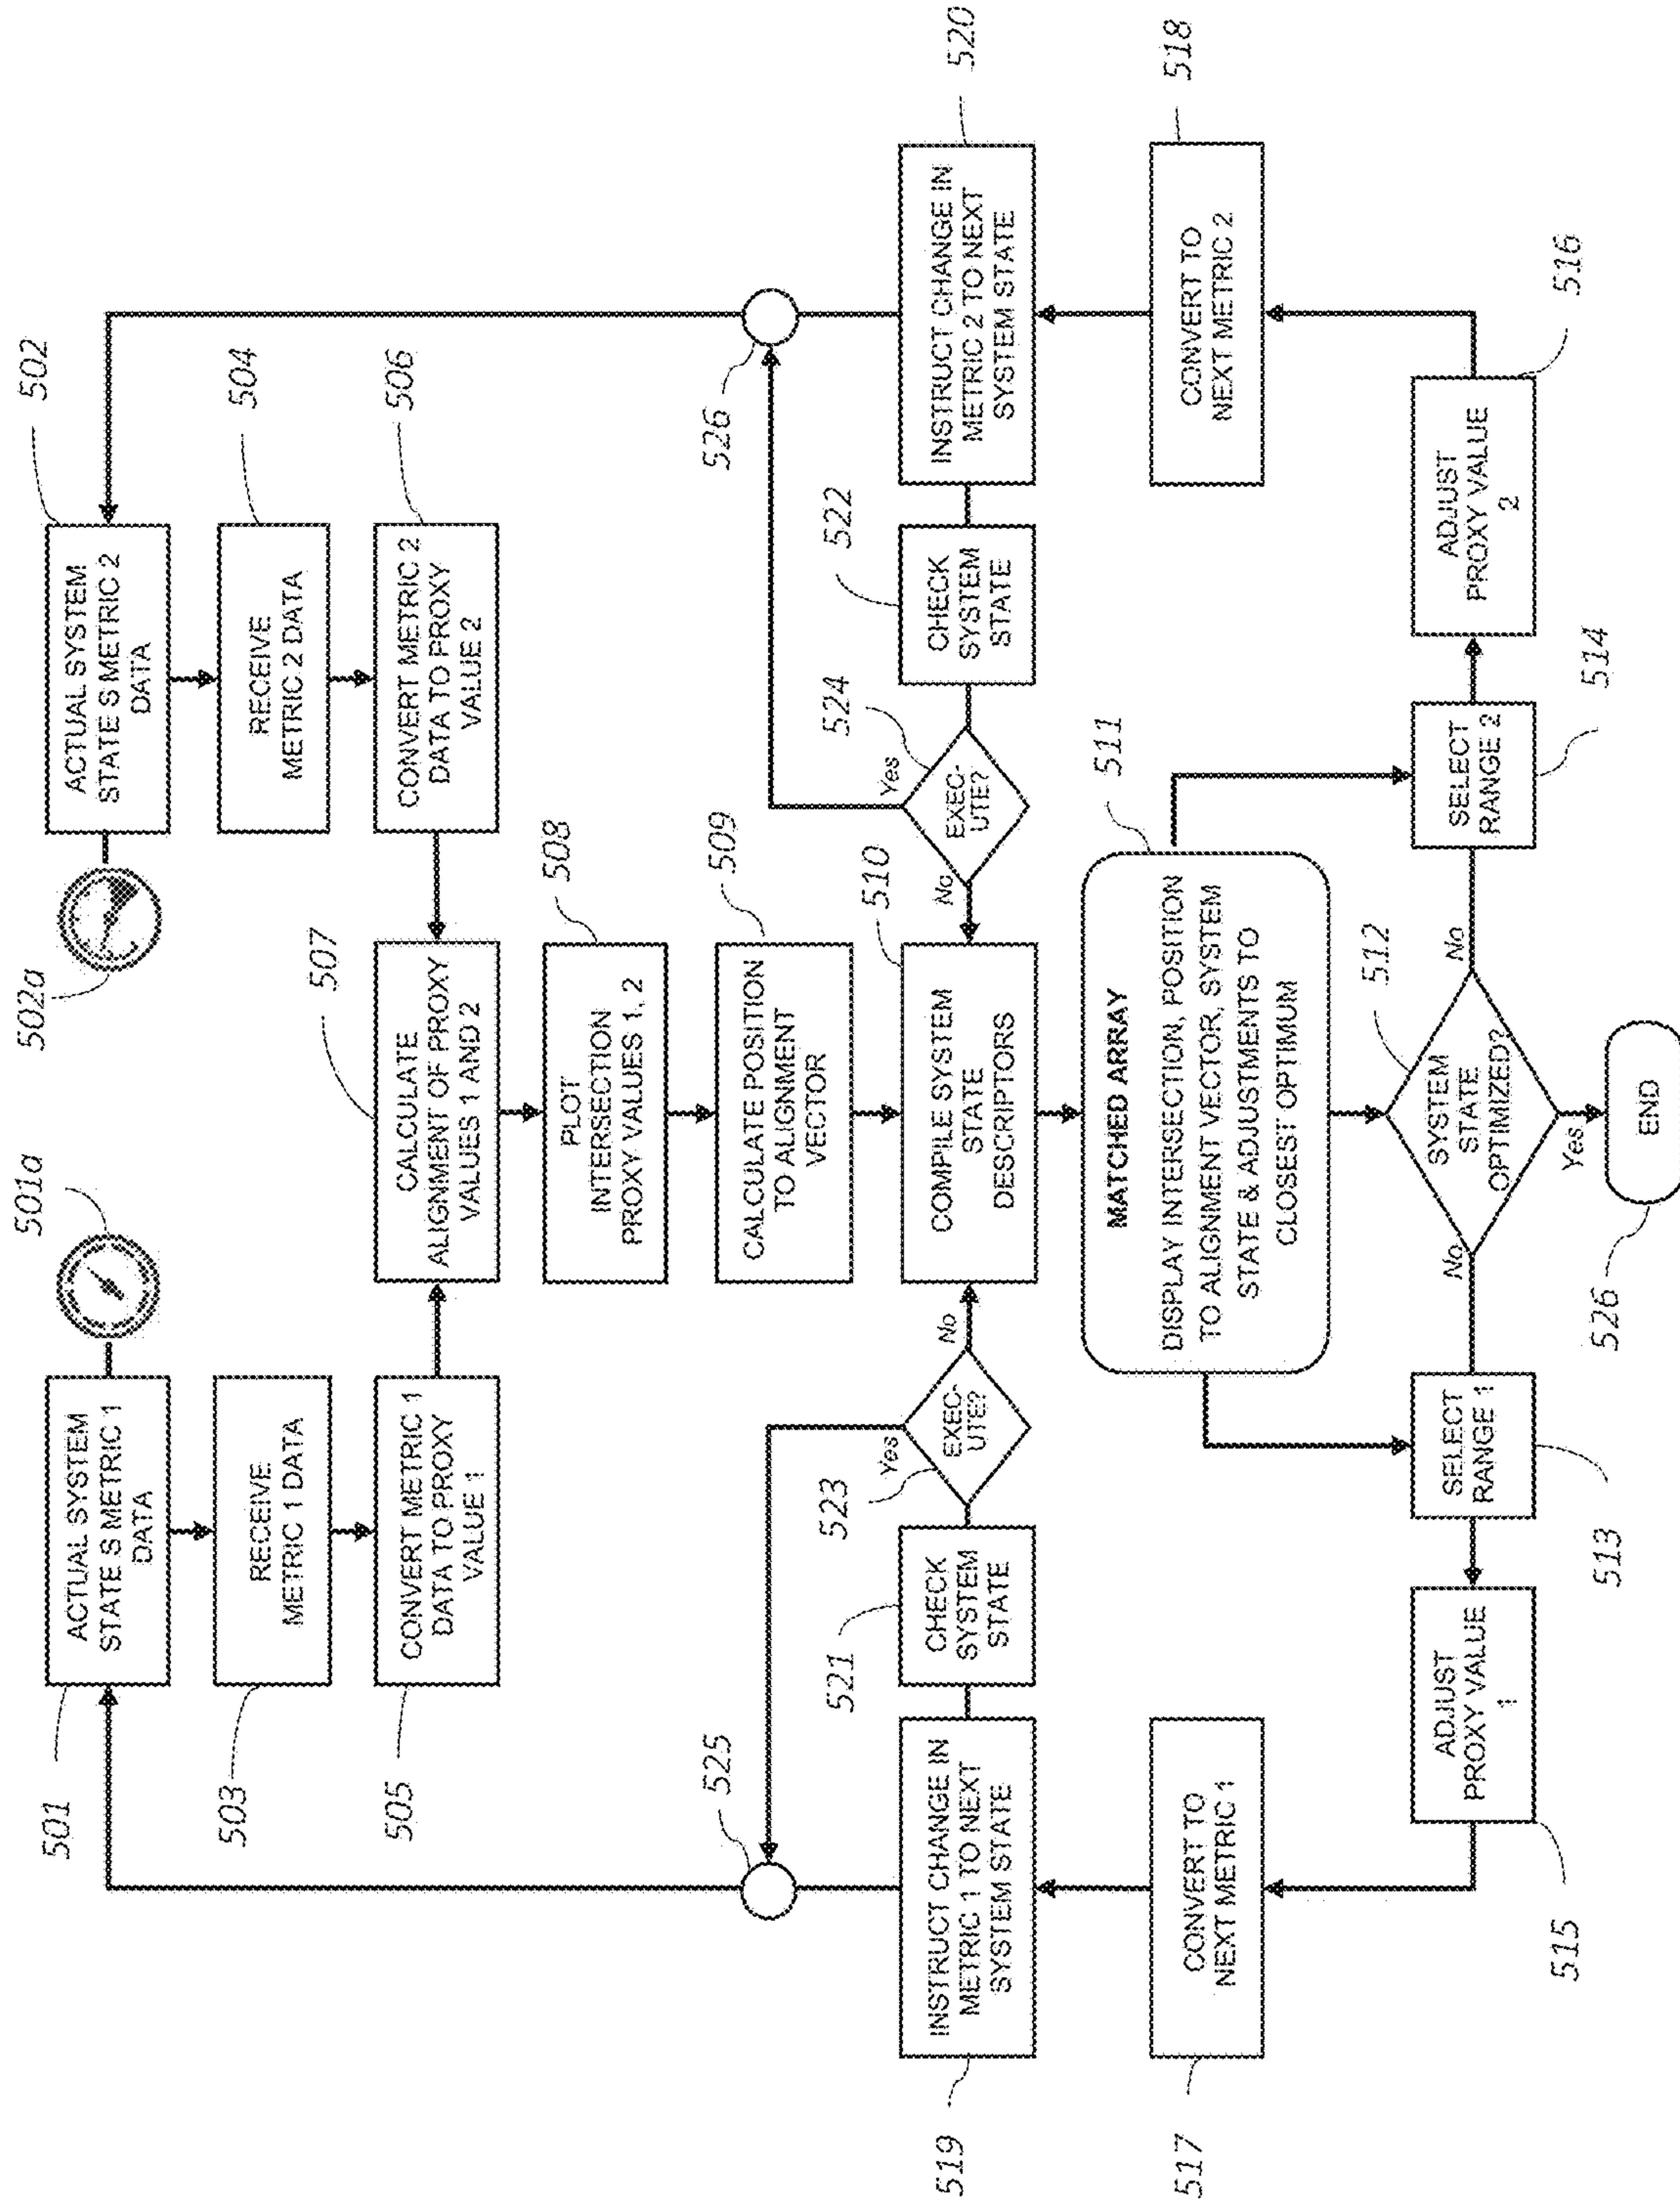 501
ACTUAL SYSTEM
STATE S METRIC 1
DATA
501a
502a
ACTUAL SYSTEM
STATE S METRIC 2
DATA
502
503
RECEIVE
METRIC 1 DATA
RECEIVE
METRIC 2 DATA
504
505
CONVERT METRIC 1
DATA TO PROXY
VALUE 1
507
CALCULATE
ALIGNMENT OF PROXY
VALUES 1 AND 2
CONVERT METRIC 2
DATA TO PROXY
VALUE 2
506
PLOT
INTERSECTION
PROXY VALUES 1, 2
508
525
CALCULATE POSITION
TO ALIGNMENT
VECTOR
509
526
519
INSTRUCT CHANGE IN
METRIC 1 TO NEXT
SYSTEM STATE
521
CHECK
SYSTEM
STATE
523
Yes
EXEC-
UTE?
No
COMPILE SYSTEM
STATE
DESCRIPTORS
510
No
EXEC-
UTE?
Yes
524
CHECK
SYSTEM
STATE
522
INSTRUCT CHANGE IN
METRIC 2 TO NEXT
SYSTEM STATE
520
517
CONVERT TO
NEXT METRIC 1
MATCHED ARRAY
DISPLAY INTERSECTION, POSITION
TO ALIGNMENT VECTOR, SYSTEM
STATE & ADJUSTMENTS TO
CLOSEST OPTIMUM
511
CONVERT TO
NEXT METRIC 2
518
515
ADJUST
PROXY VALUE
1
SELECT
RANGE 1
513
No
SYSTEM
STATE
OPTIMIZED?
512
No
Yes
SELECT
RANGE 2
514
ADJUST
PROXY VALUE
2
516
526
END